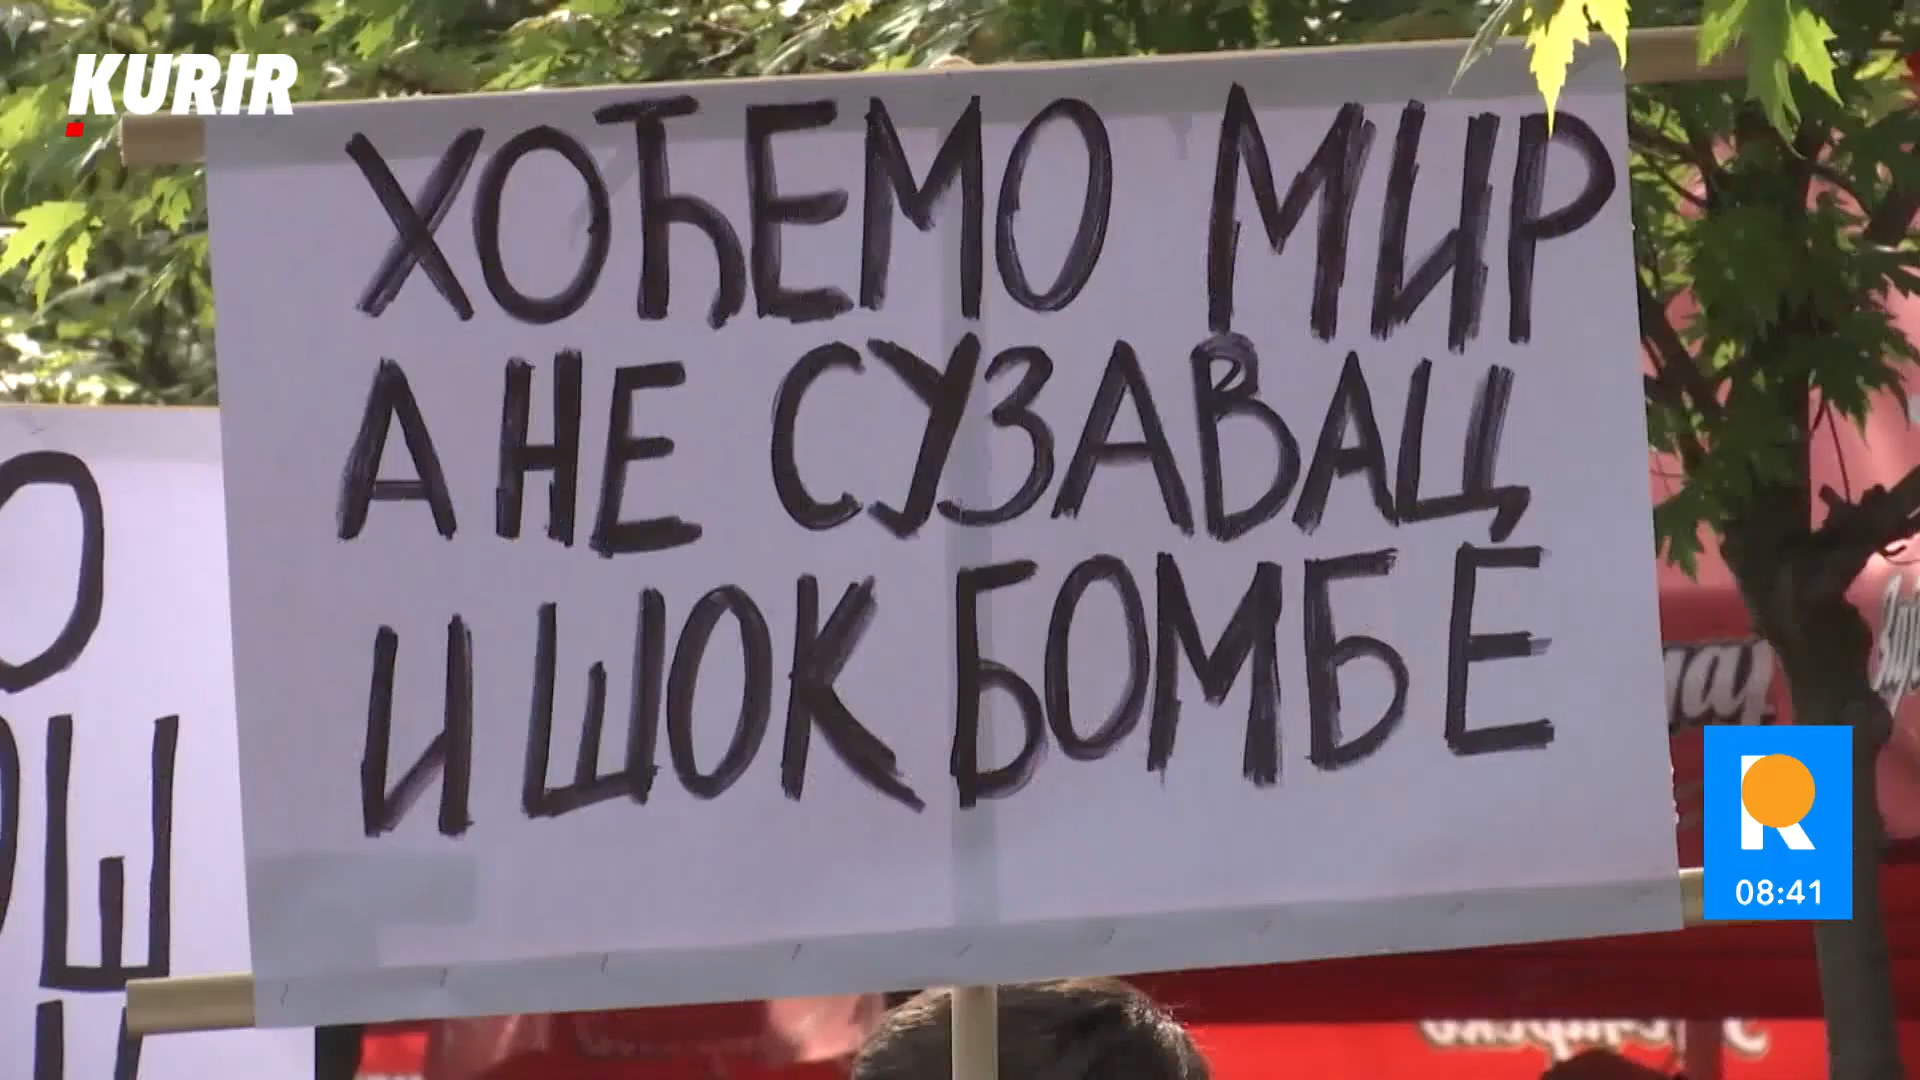 KURIR
ХОЋЕМО МИР
А НЕ СУЗАВАЦ
И ШОК БОМБЕ
08:41